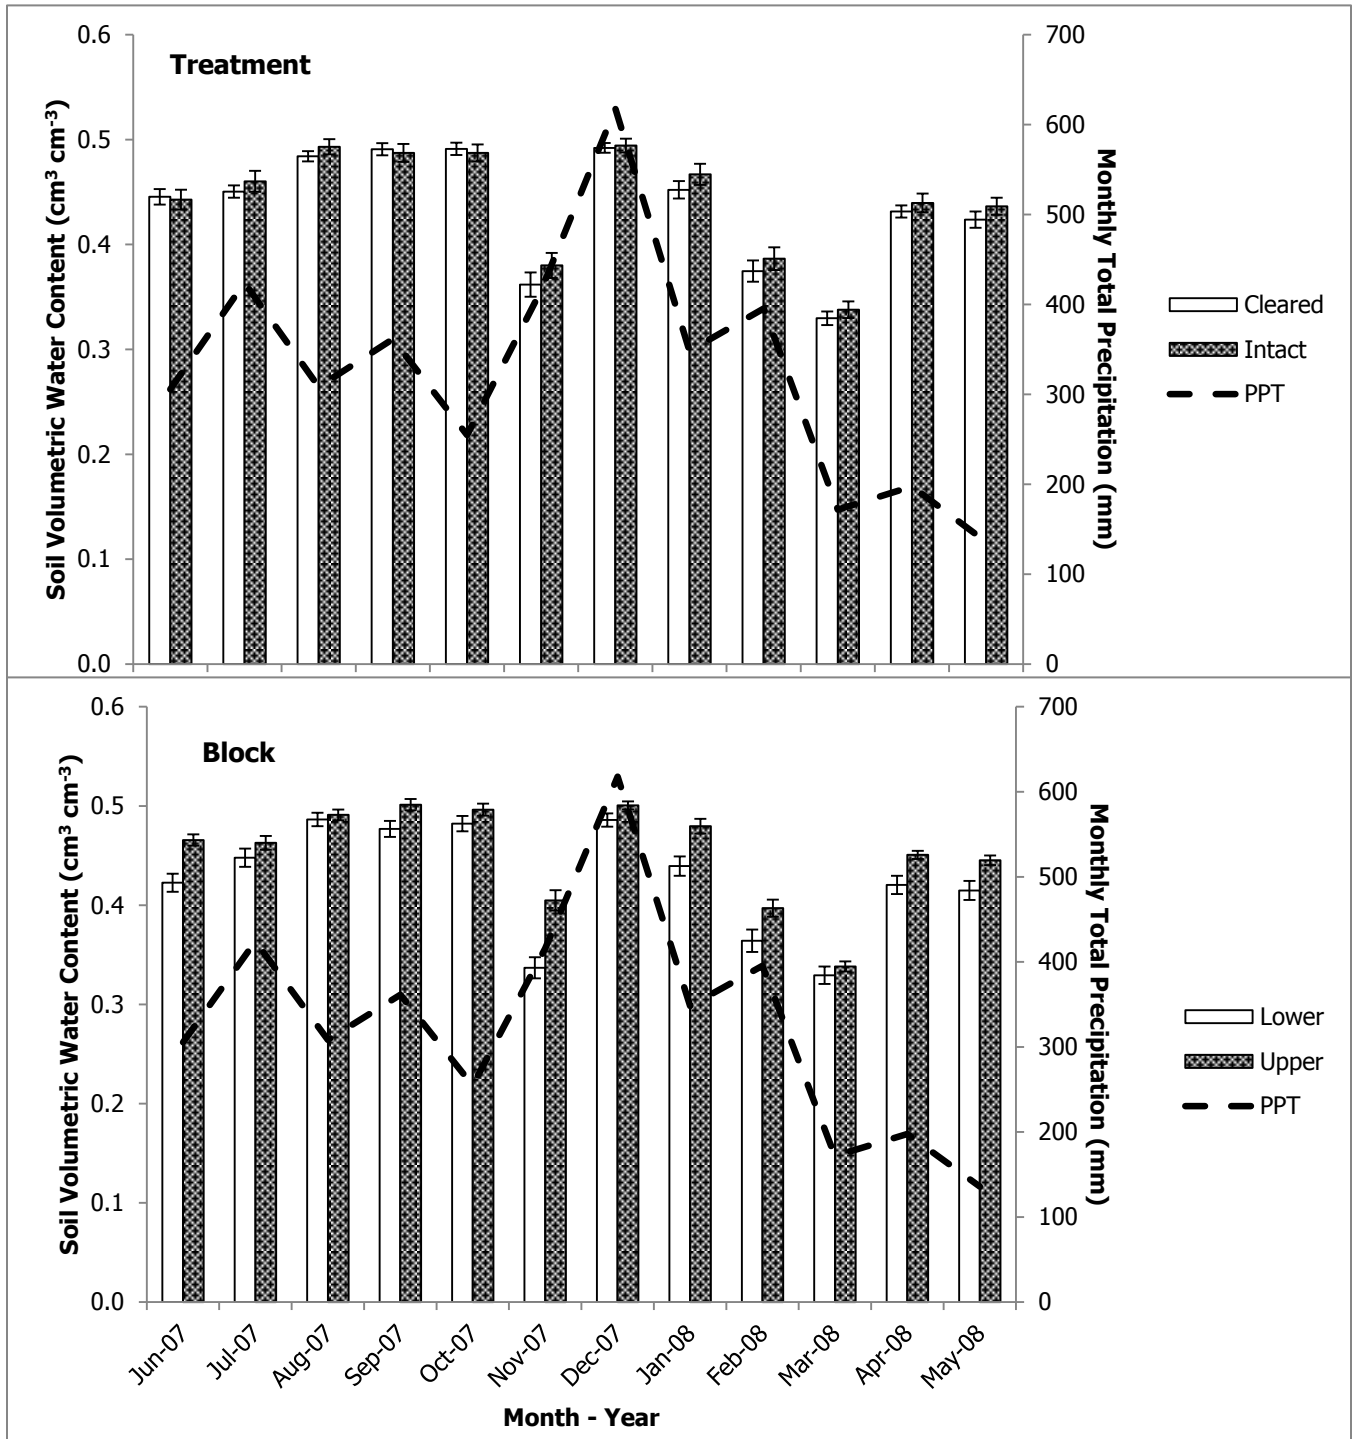 Treatment
Soil Volumetric Water Content (cm³ cm⁻³)
0.6
0.5
0.4
0.3
0.2
0.1
0.0
700
600
500
400
300
200
100
0
Monthly Total Precipitation (mm)
Cleared
Intact
PPT
Block
Soil Volumetric Water Content (cm³ cm⁻³)
0.6
0.5
0.4
0.3
0.2
0.1
0.0
700
600
500
400
300
200
100
0
Monthly Total Precipitation (mm)
Lower
Upper
PPT
Jun-07
Jul-07
Aug-07
Sep-07
Oct-07
Nov-07
Dec-07
Jan-08
Feb-08
Mar-08
Apr-08
May-08
Month - Year